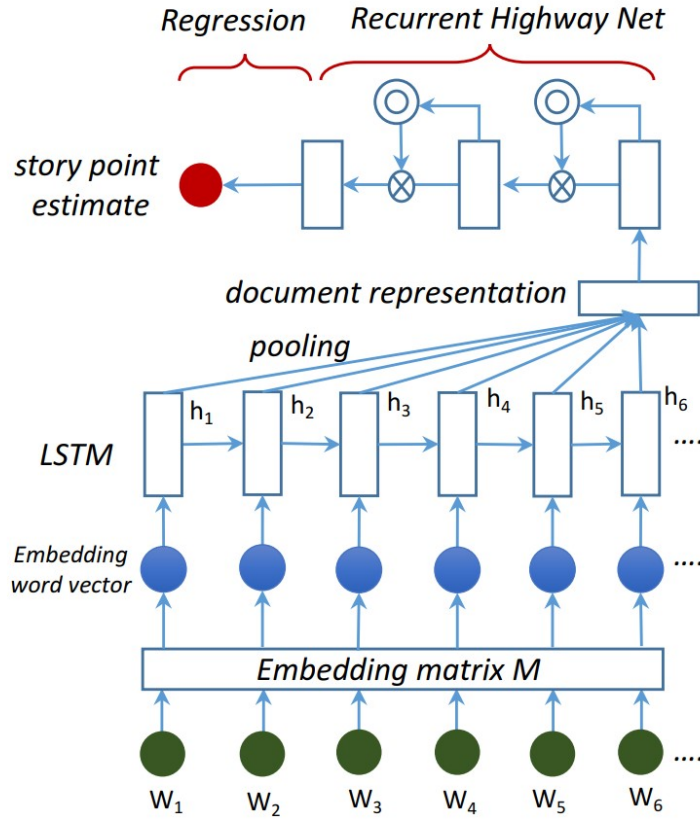 Regression
Recurrent Highway Net
story point
estimate
document representation
pooling
h1 h2 h3 h4 h5 h6
LSTM
....
Embedding
word vector
....
Embedding matrix M
....
W1 W2 W3 W4 W5 W6